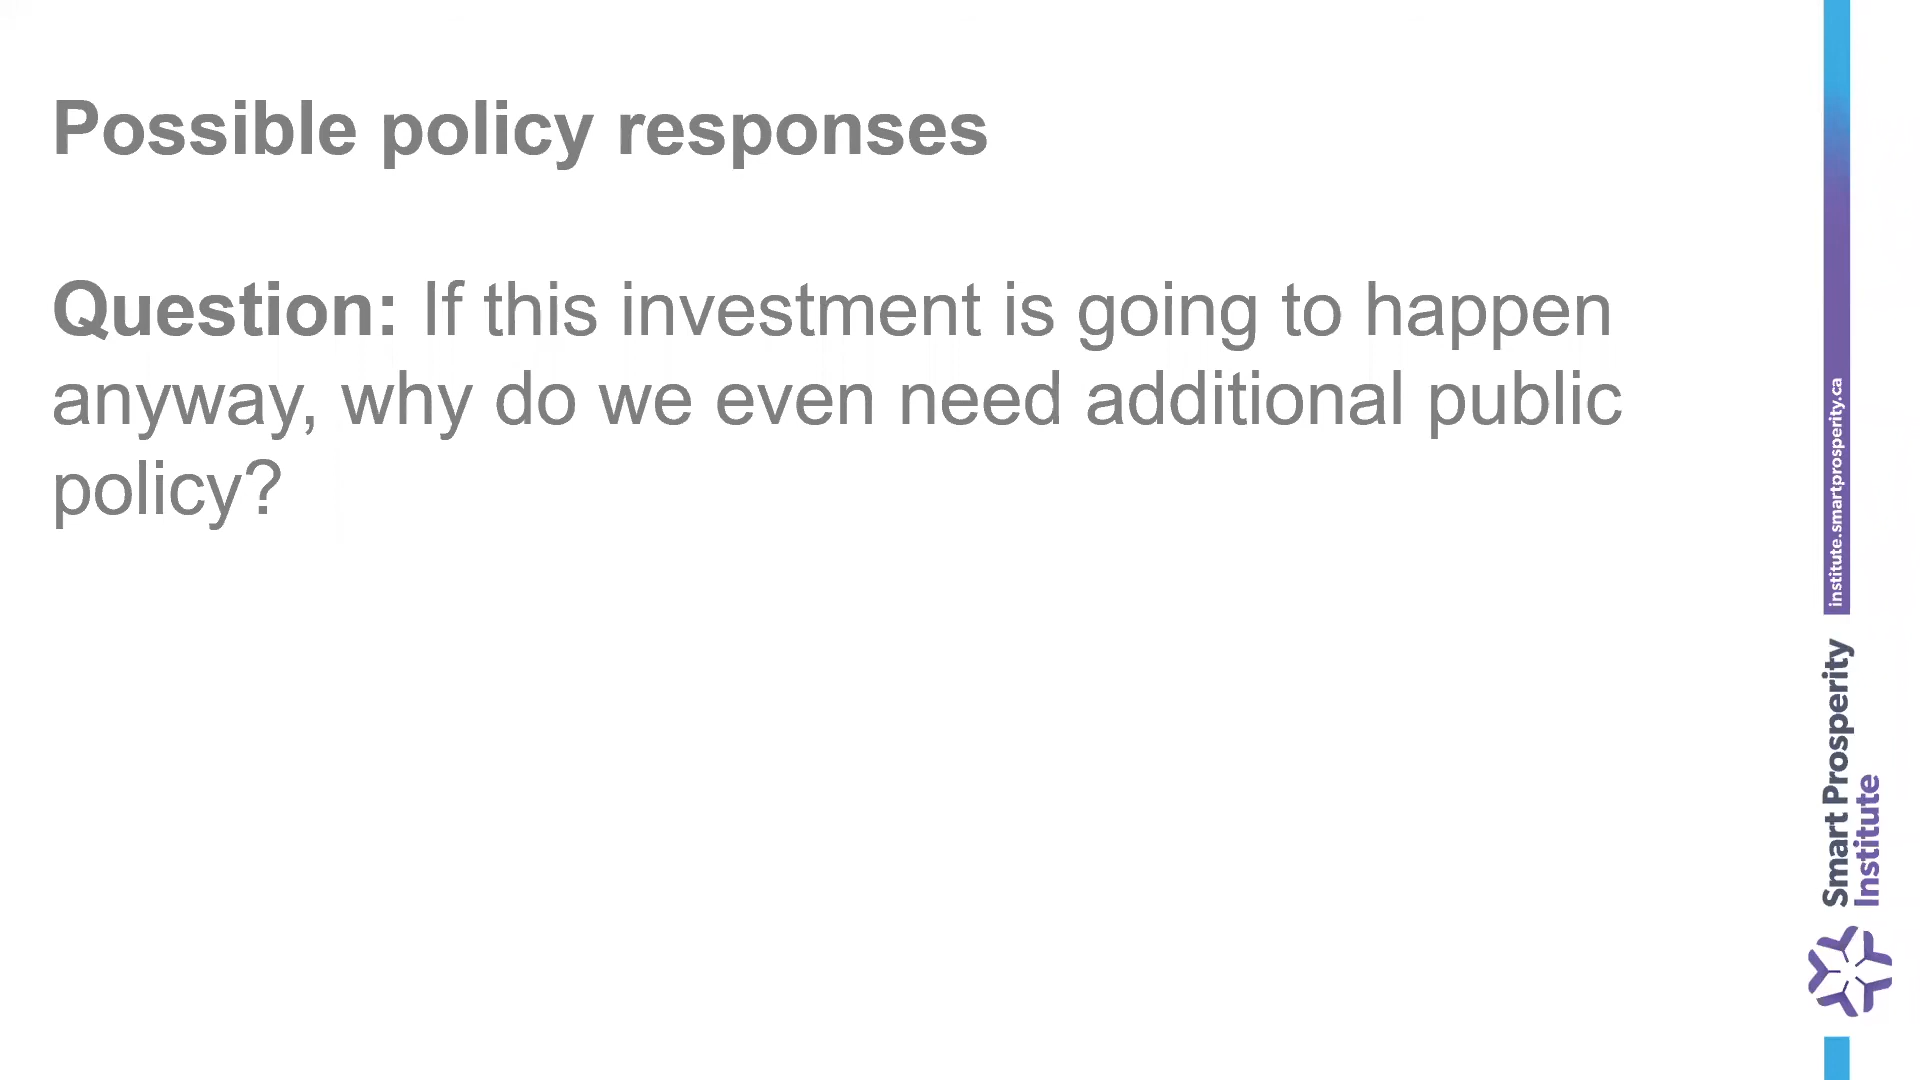 Possible policy responses
Question: If this investment is going to happen
anyway, why do we even need additional public
policy?
institute.smartprosperity.ca
Smart Prosperity
Institute